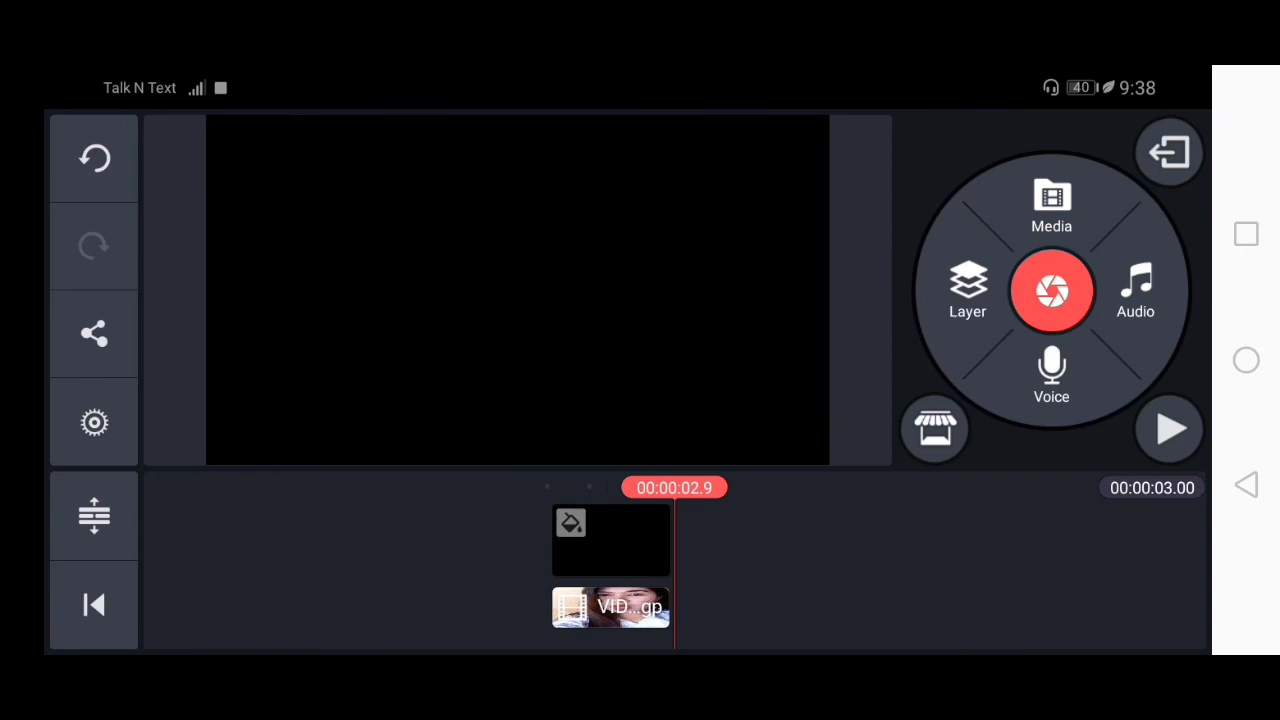 Talk N Text
40
9:38
Media
Layer
Audio
Voice
00:00:02.9
00:00:03.00
VID...gp